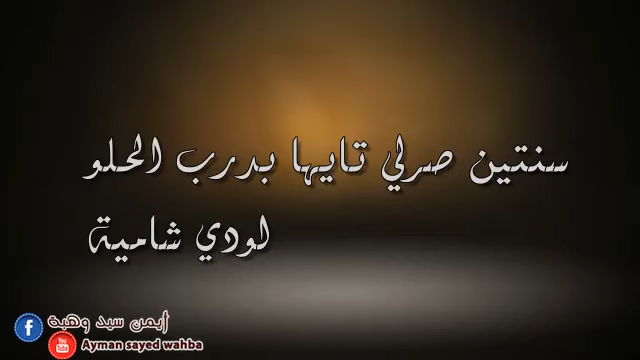 سنتين صرلي تايها بدرب الحلو
لودي شامية
أيمن سيد وهبة
Ayman sayed wahba